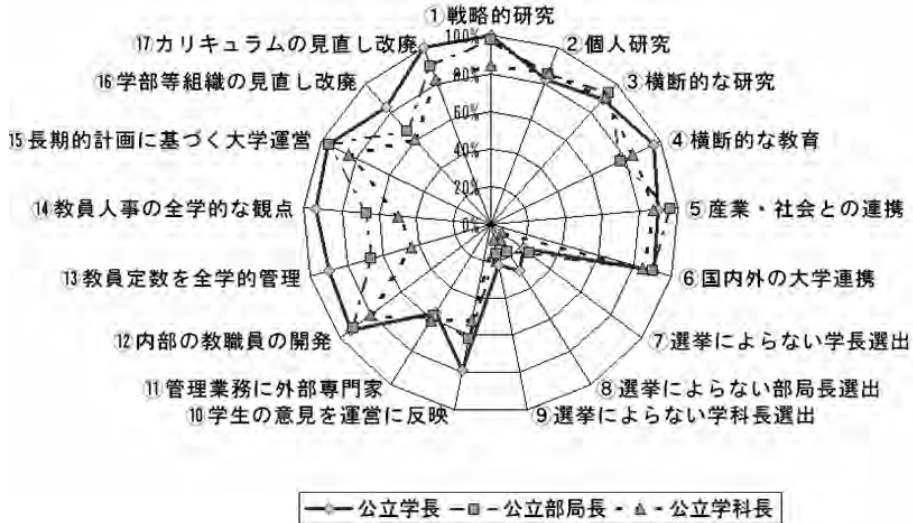 ①戦略的研究
②個人研究
③横断的な研究
④横断的な教育
⑤産業・社会との連携
⑥国内外の大学連携
⑦選挙によらない学長選出
⑧選挙によらない部局長選出
⑨選挙によらない学科長選出
⑩学生の意見を運営に反映
⑪管理業務に外部専門家
⑫内部の教職員の開発
⑬教員定数を全学的管理
⑭教員人事の全学的な観点
⑮長期的計画に基づく大学運営
⑯学部等組織の見直し改廃
⑰カリキュラムの見直し改廃
100%
80%
60%
40%
20%
0%
公立学長 公立部局長 公立学科長